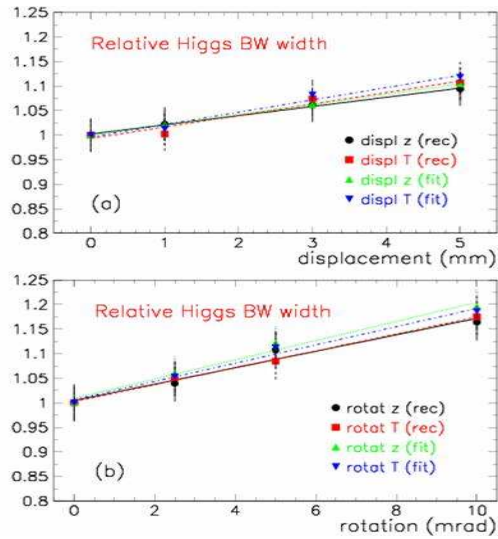 1.2
Relative Higgs BW width
1.15
1.1
1.05
1
0.95
0.9
displ z (rec)
displ T (rec)
displ z (fit)
displ T (fit)
0.85
(a)
0.8
0 1 2 3 4 5
displacement (mm)
1.25
Relative Higgs BW width
1.2
1.15
1.1
1.05
1
0.95
0.9
rotat z (rec)
rotat T (rec)
rotat z (fit)
rotat T (fit)
0.85
(b)
0.8
0 2 4 6 8 10
rotation (mrad)